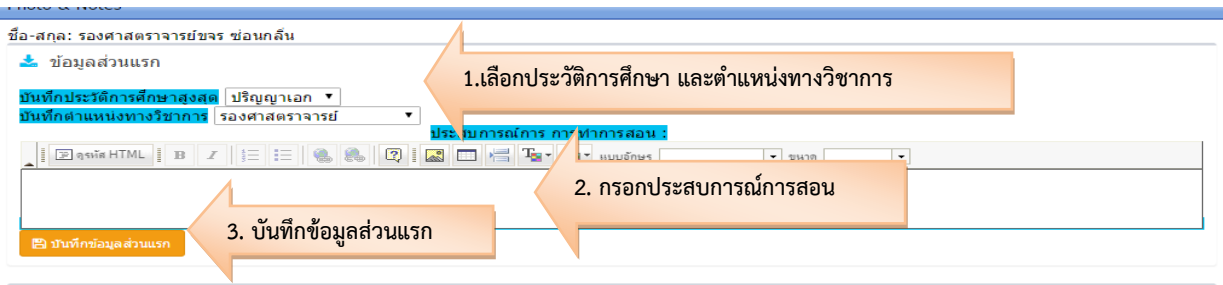 Photo & Notes
ชื่อ-สกุล: รองศาสตราจารย์ขจร ซ่อนกลิ่น
ข้อมูลส่วนแรก
1.เลือกประวัติการศึกษา และตำแหน่งทางวิชาการ
บันทึกประวัติการศึกษาสูงสุด ปริญญาเอก
บันทึกตำแหน่งทางวิชาการ รองศาสตราจารย์
ประสบการณ์การ การทำการสอน :
ดูรหัส HTML B I แบบอักษร ขนาด
2. กรอกประสบการณ์การสอน
3. บันทึกข้อมูลส่วนแรก
บันทึกข้อมูลส่วนแรก